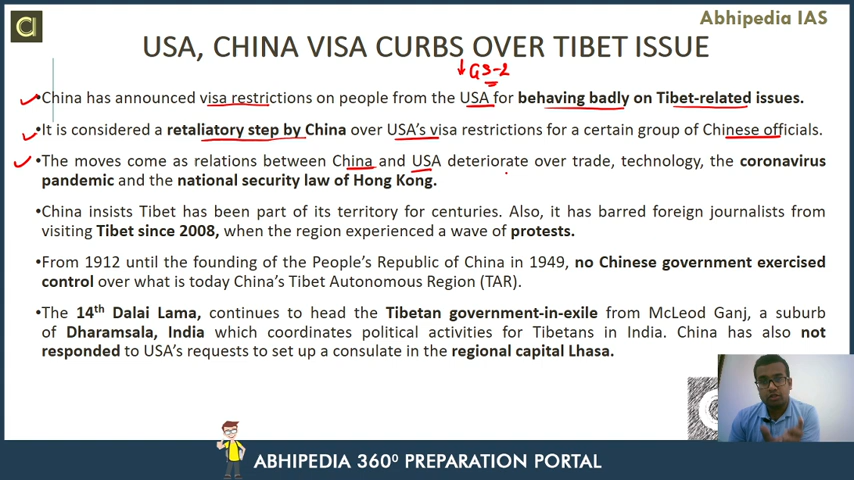 Abhipedia IAS
USA, CHINA VISA CURBS OVER TIBET ISSUE
GS-2
•China has announced visa restrictions on people from the USA for behaving badly on Tibet-related issues.
•It is considered a retaliatory step by China over USA's visa restrictions for a certain group of Chinese officials.
•The moves come as relations between China and USA deteriorate over trade, technology, the coronavirus
pandemic and the national security law of Hong Kong.
•China insists Tibet has been part of its territory for centuries. Also, it has barred foreign journalists from
visiting Tibet since 2008, when the region experienced a wave of protests.
•From 1912 until the founding of the People's Republic of China in 1949, no Chinese government exercised
control over what is today China's Tibet Autonomous Region (TAR).
•The 14th Dalai Lama, continues to head the Tibetan government-in-exile from McLeod Ganj, a suburb
of Dharamsala, India which coordinates political activities for Tibetans in India. China has also not
responded to USA's requests to set up a consulate in the regional capital Lhasa.
ABHIPEDIA 360⁰ PREPARATION PORTAL